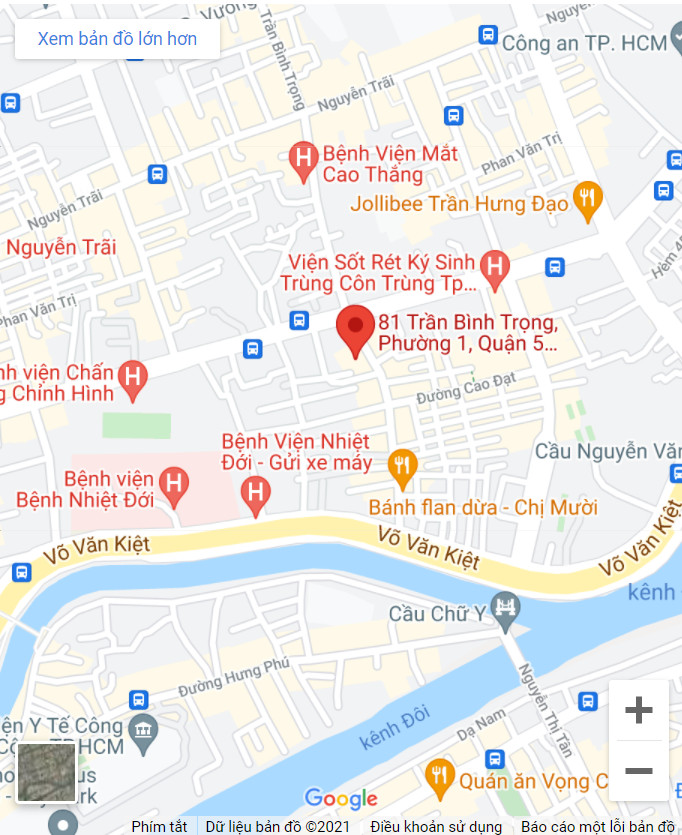 Vương
Xem bản đồ lớn hơn
Trần Bình Trọng
Nguyễn
Công an TP. HCM
Nguyễn Trãi
Bệnh Viện Mắt
Cao Thắng
Phan Văn Trị
Jollibee Trần Hưng Đạo
Nguyễn Trãi
Nguyễn Trãi
Hẻm
Viện Sốt Rét Ký Sinh
Trùng Côn Trùng Tp...
Phan Văn Trị
81 Trần Bình Trọng,
Phường 1, Quận 5...
nh viện Chấn
g Chỉnh Hình
Đường Cao Đạt
Bệnh Viện Nhiệt
Đới - Gửi xe máy
Cầu Nguyễn Văn
Bệnh viện
Bệnh Nhiệt Đới
Bánh flan dừa - Chị Mười
Võ Văn Kiệt
Võ Văn Kiệt
Võ Văn Kiệt
kênh
Cầu Chữ Y
Đường Hưng Phú
Nguyễn Thị Tần
kênh Đôi
Dạ Nam
ện Y Tế Công
TP.HCM
Quán ăn Vọng C
Google
Phím tắt
Dữ liệu bản đồ ©2021
Điều khoản sử dụng
Báo cáo một lỗi bản đồ